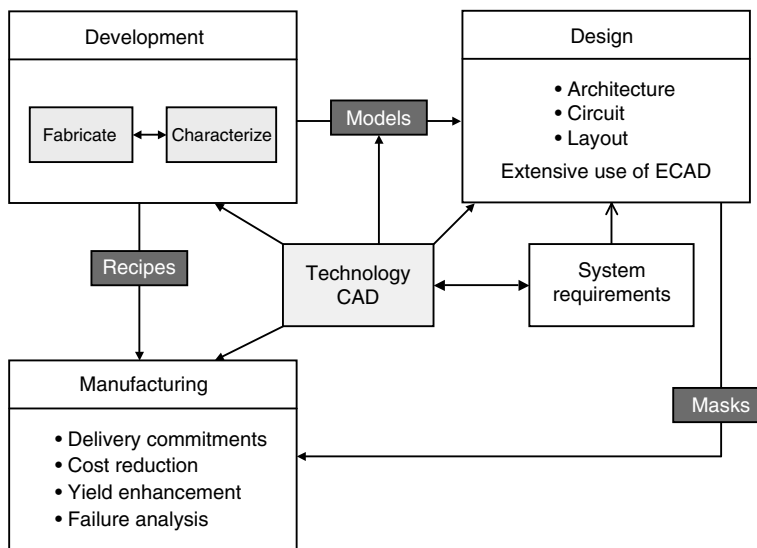 Development
Fabricate
Characterize
Models
Design
• Architecture
• Circuit
• Layout
Extensive use of ECAD
Recipes
Technology
CAD
System
requirements
Manufacturing
• Delivery commitments
• Cost reduction
• Yield enhancement
• Failure analysis
Masks